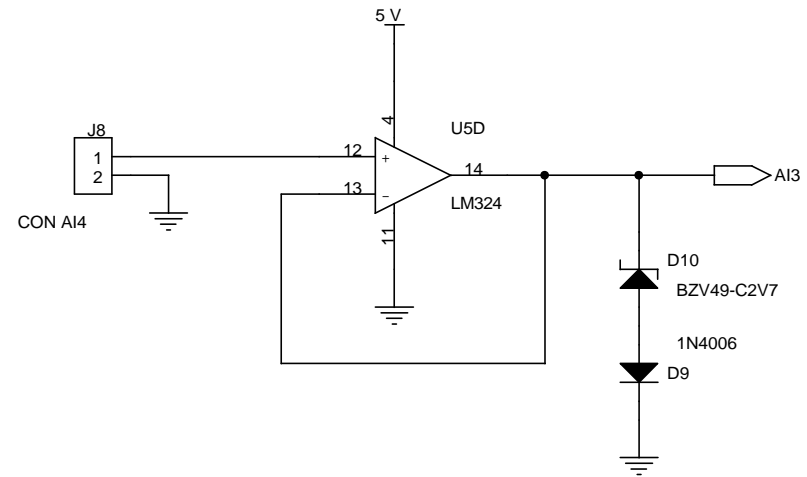 5 V
4
U5D
J8
1
2
12
+
13
−
14
LM324
AI3
11
CON AI4
D10
BZV49-C2V7
1N4006
D9